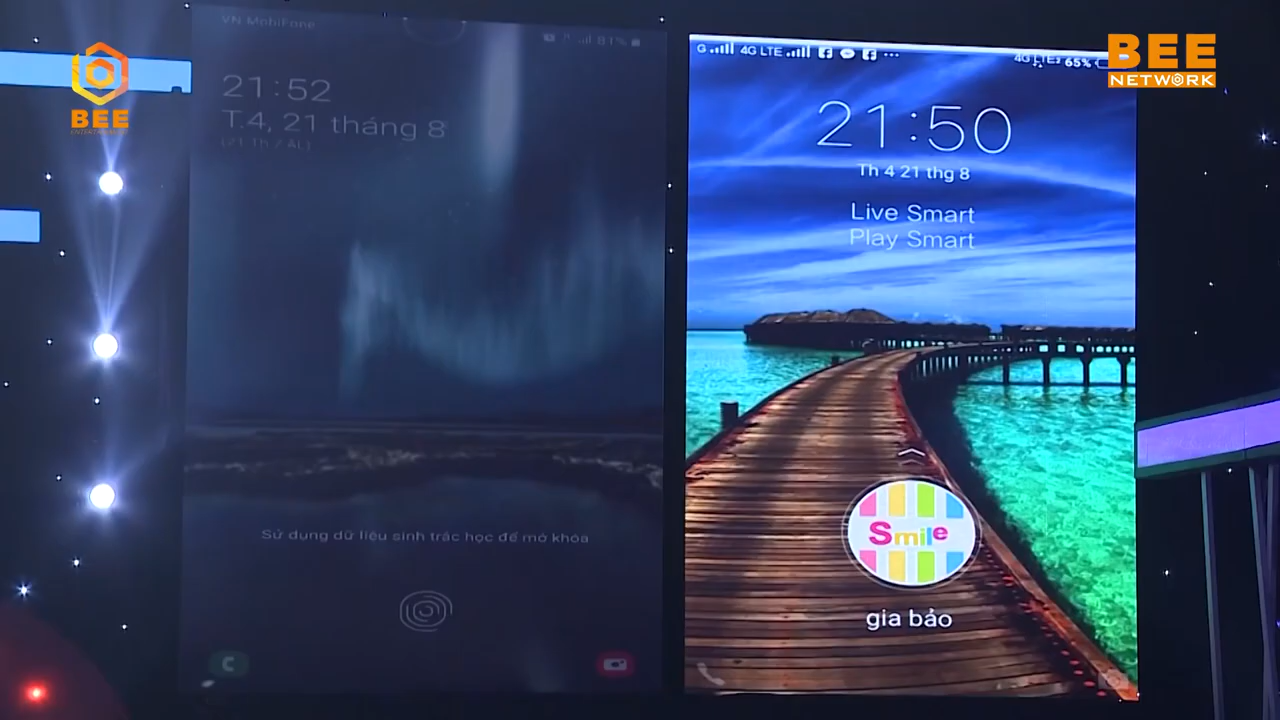 BEE
VN MobiFone
81%
21:52
T.4, 21 tháng 8
Sử dụng dữ liệu sinh trắc học để mở khóa
G 4G LTE
65%
21:50
Th 4 21 thg 8
Live Smart
Play Smart
Smile
gia bảo
BEE
NETWORK